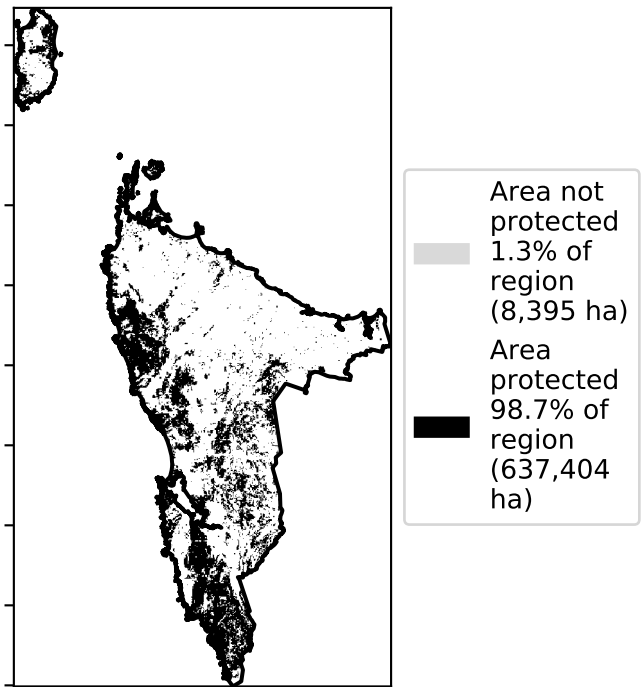 Area not
protected
1.3% of
region
(8,395 ha)
Area
protected
98.7% of
region
(637,404
ha)